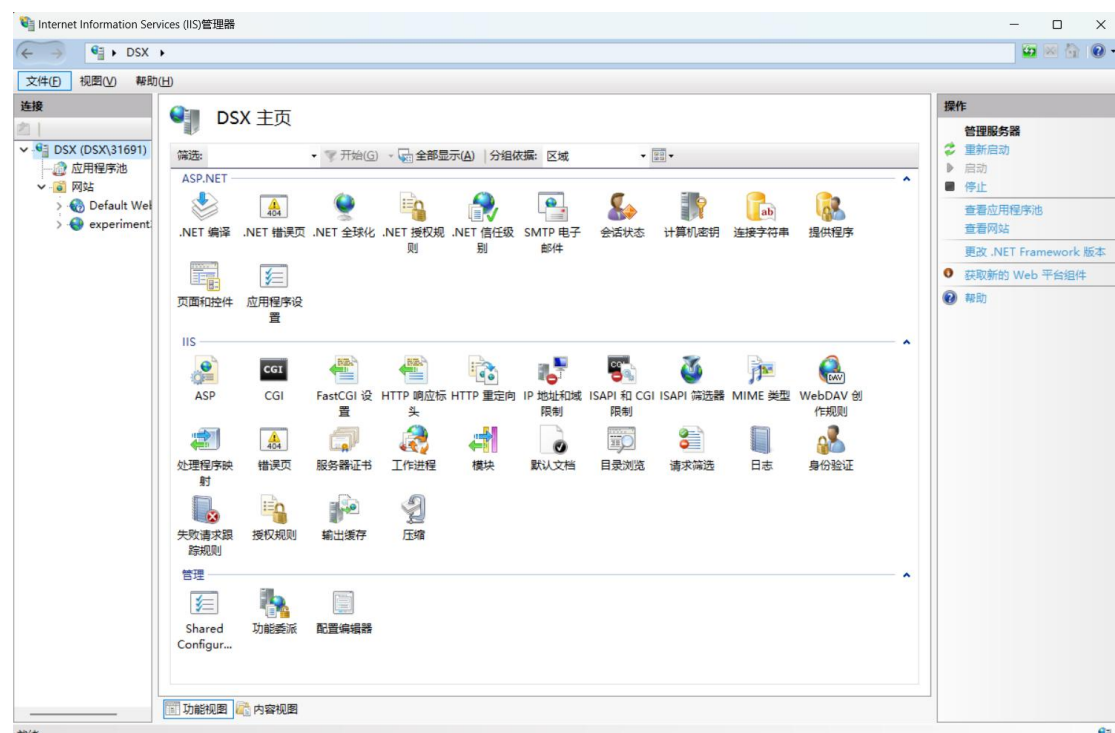 Internet Information Services (IIS)管理器
DSX
文件(F) 视图(V) 帮助(H)
连接
DSX (DSX\31691)
应用程序池
网站
Default Wel
experiment
DSX 主页
筛选: 开始(G) 全部显示(A) 分组依据: 区域
ASP.NET
.NET 编译 .NET 错误页 .NET 全球化 .NET 授权规 .NET 信任级 SMTP 电子 会话状态 计算机密钥 连接字符串 提供程序
则 别 邮件
404
ab
页面和控件 应用程序设
置
IIS
CGI
ASP CGI FastCGI 设 HTTP 响应标 HTTP 重定向 IP 地址和域 ISAPI 和 CGI ISAPI 筛选器 MIME 类型 WebDAV 创
置 头 限制 限制 作规则
DAV
404
处理程序映 错误页 服务器证书 工作进程 模块 默认文档 目录浏览 请求筛选 日志 身份验证
射
失败请求跟 授权规则 输出缓存 压缩
踪规则
管理
Shared 功能委派 配置编辑器
Configur...
功能视图 内容视图
操作
管理服务器
重新启动
启动
停止
查看应用程序池
查看网站
更改 .NET Framework 版本
获取新的 Web 平台组件
帮助